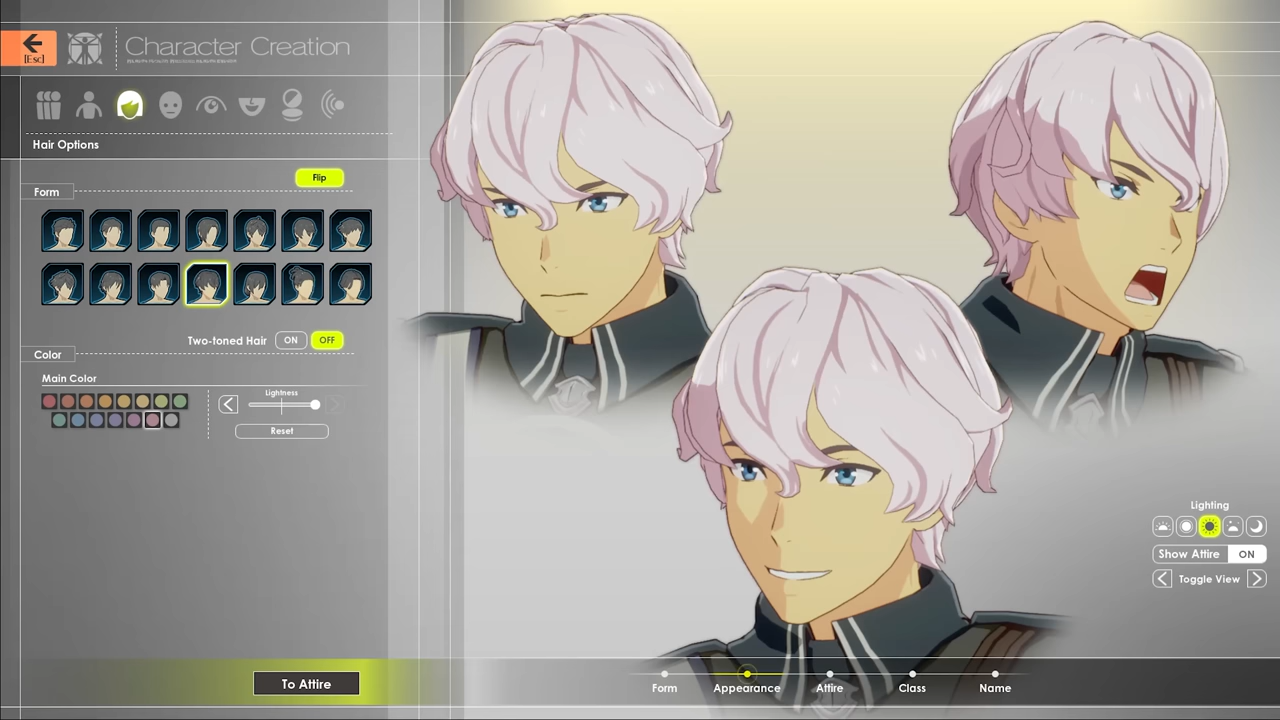 [Esc]
Character Creation
Hair Options
Flip
Form
Two-toned Hair ON OFF
Color
Main Color
Lightness
Reset
Lighting
Show Attire ON
Toggle View
To Attire
Form Appearance Attire Class Name